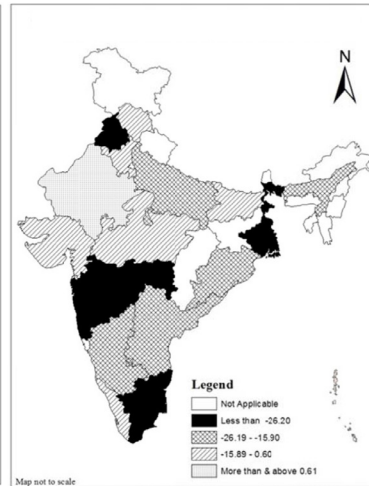 N
Legend
Not Applicable
Less than -26.20
-26.19 - -15.90
-15.89 - 0.60
More than & above 0.61
Map not to scale